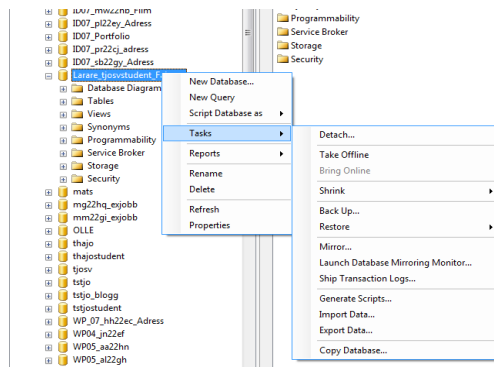 ID07_mw22hb_Film
ID07_pl22ey_Adress
ID07_Portfolio
ID07_pr22cj_adress
ID07_sb22gy_Adress
Larare_tjosvstudent_F
Database Diagram
Tables
Views
Synonyms
Programmability
Service Broker
Storage
Security
mats
mg22hq_exjobb
mm22gi_exjobb
OLLE
thajo
thajostudent
tjosv
tstjo
tstjo_blogg
tstjostudent
WP_07_hh22ec_Adress
WP04_jn22ef
WP05_aa22hn
WP05_al22gh
Programmability
Service Broker
Storage
Security
New Database...
New Query
Script Database as
Tasks
Reports
Rename
Delete
Refresh
Properties
Detach...
Take Offline
Bring Online
Shrink
Back Up...
Restore
Mirror...
Launch Database Mirroring Monitor...
Ship Transaction Logs...
Generate Scripts...
Import Data...
Export Data...
Copy Database...